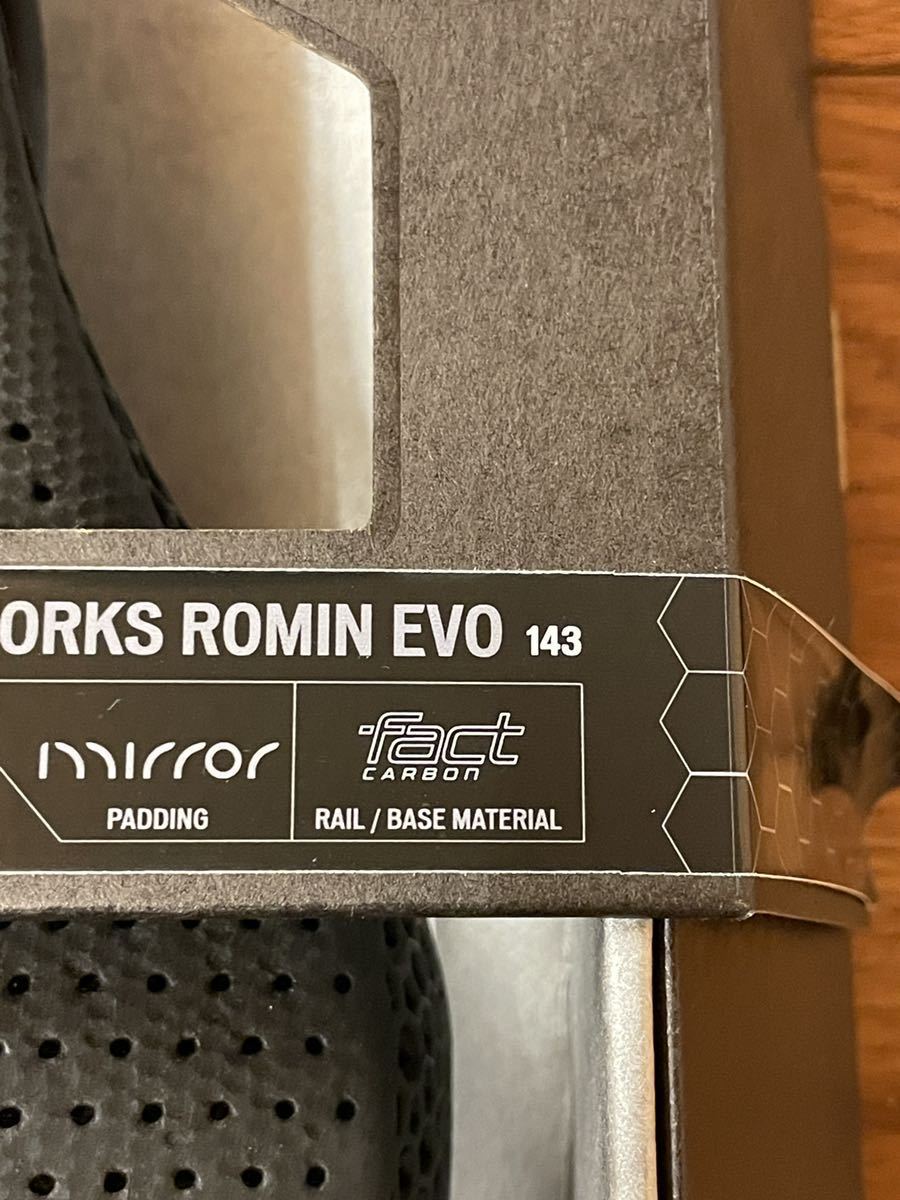 ORKS ROMIN EVO 143
mirror
fact
CARBON
PADDING
RAIL / BASE MATERIAL